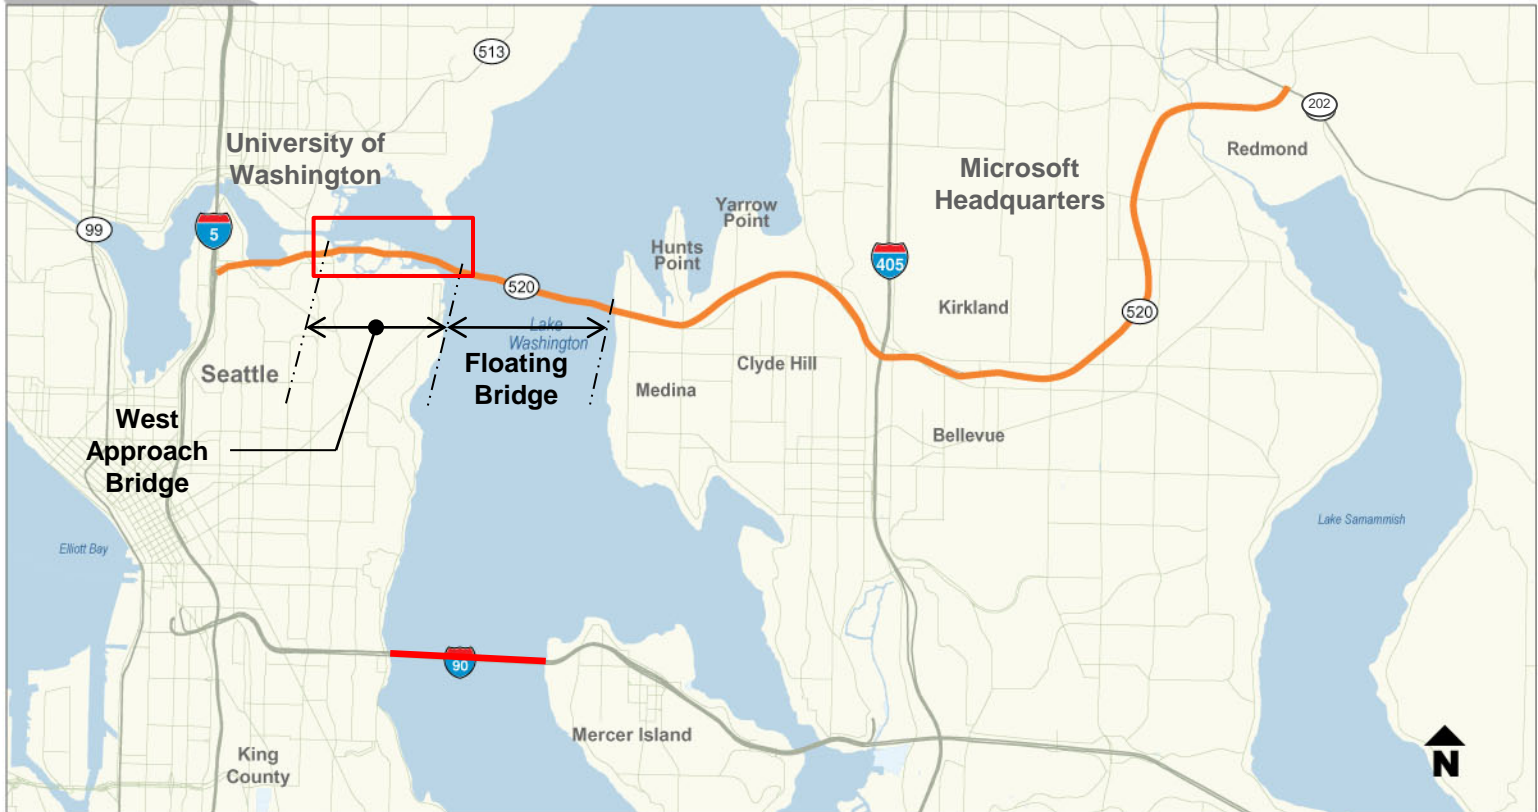 513
202
University of
Washington
Redmond
Microsoft
Headquarters
Yarrow
Point
99
5
Hunts
Point
405
520
Kirkland
520
Lake
Washington
Floating
Bridge
Clyde Hill
Seattle
Medina
West
Approach
Bridge
Bellevue
Elliott Bay
Lake Samammish
90
Mercer Island
King
County
N